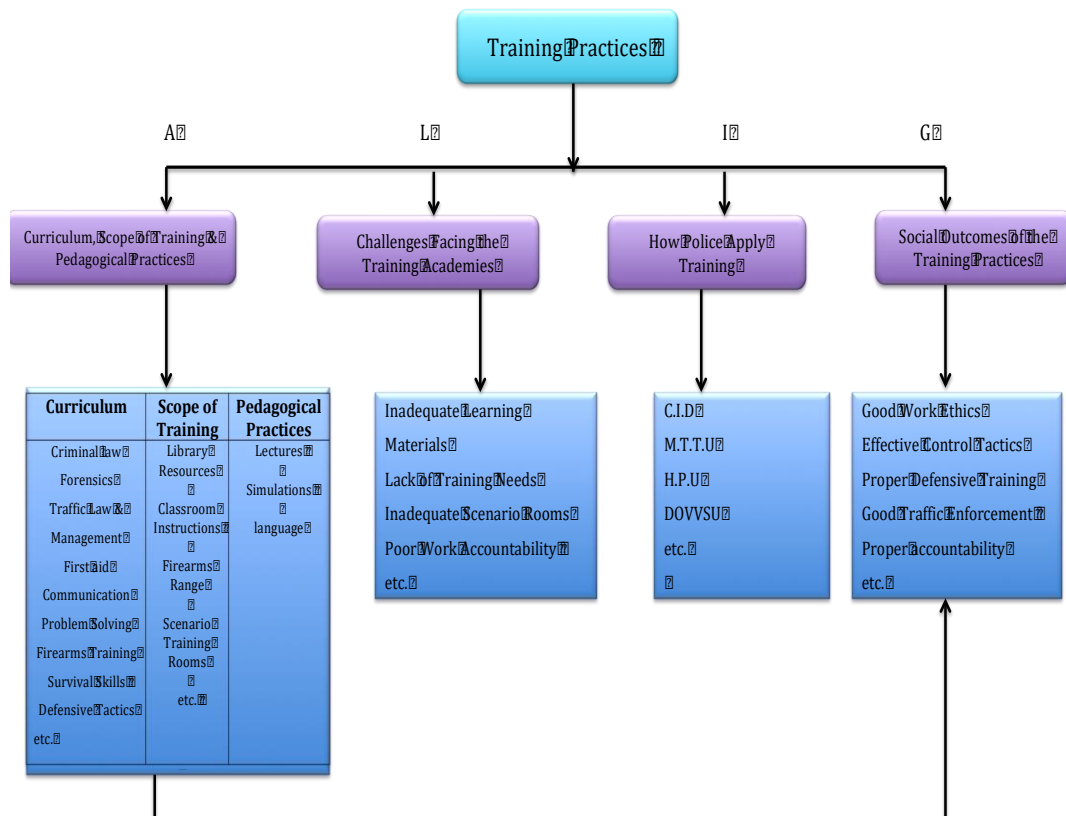 Training Practices
A
L
I
G
Curriculum, Scope of Training &
Pedagogical Practices
Challenges Facing the
Training Academies
How Police Apply
Training
Social Outcomes of the
Training Practices
Curriculum
Criminal law
Forensics
Traffic Law &
Management
First aid
Communication
Problem Solving
Firearms Training
Survival Skills
Defensive Tactics
etc.
Scope of
Training
Library
Resources
Classroom
Instructions
Firearms
Range
Scenario
Training
Rooms
etc.
Pedagogical
Practices
Lectures
Simulations
language
Inadequate Learning
Materials
Lack of Training Needs
Inadequate Scenario Rooms
Poor Work Accountability
etc.
C.I.D
M.T.T.U
H.P.U
DOVVSU
etc.
Good Work Ethics
Effective Control Tactics
Proper Defensive Training
Good Traffic Enforcement
Proper accountability
etc.